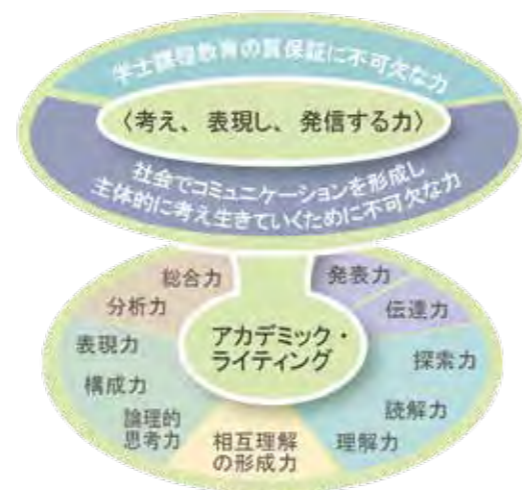 学士課程教育の質保証に不可欠な力
〈考え、表現し、発信する力〉
社会でコミュニケーションを形成し
主体的に考え生きていくために不可欠な力
総合力
発表力
分析力
伝達力
アカデミック・
ライティング
表現力
探索力
構成力
読解力
論理的
思考力
相互理解
の形成力
理解力